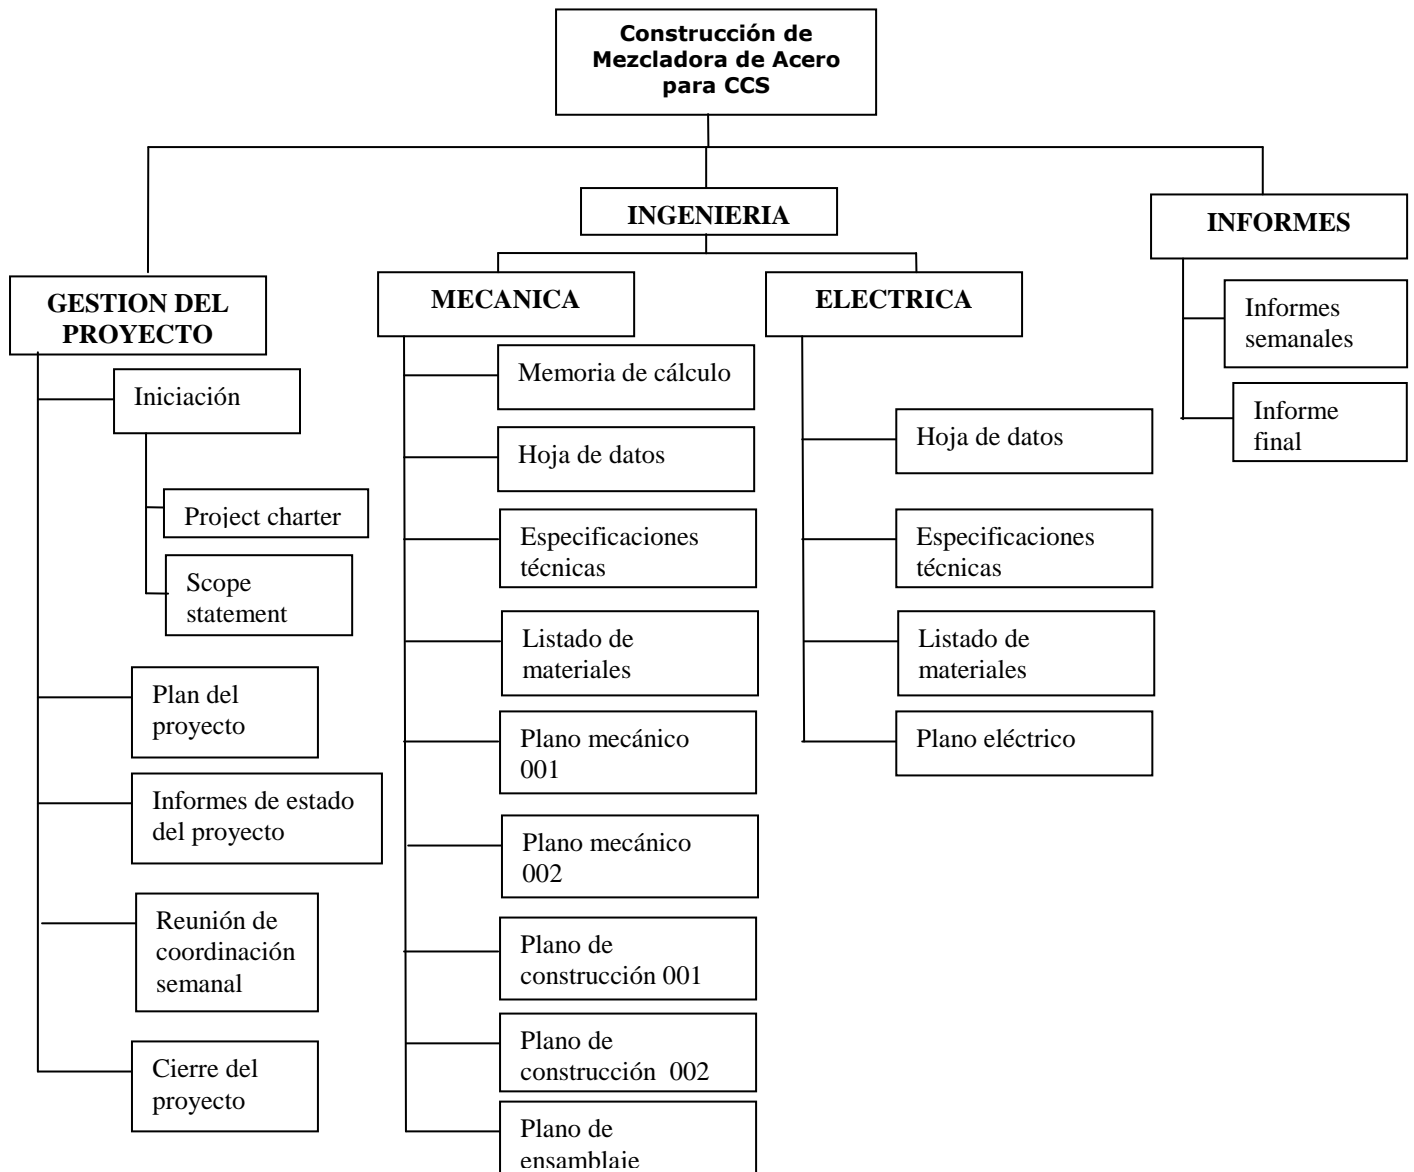 Construcción de
Mezcladora de Acero
para CCS
INGENIERIA
INFORMES
GESTION DEL
PROYECTO
MECANICA
ELECTRICA
Iniciación
Project charter
Scope
statement
Plan del
proyecto
Informes de estado
del proyecto
Reunión de
coordinación
semanal
Cierre del
proyecto
Memoria de cálculo
Hoja de datos
Especificaciones
técnicas
Listado de
materiales
Plano mecánico
001
Plano mecánico
002
Plano de
construcción 001
Plano de
construcción  002
Plano de
ensamblaje
Hoja de datos
Especificaciones
técnicas
Listado de
materiales
Plano eléctrico
Informes
semanales
Informe
final